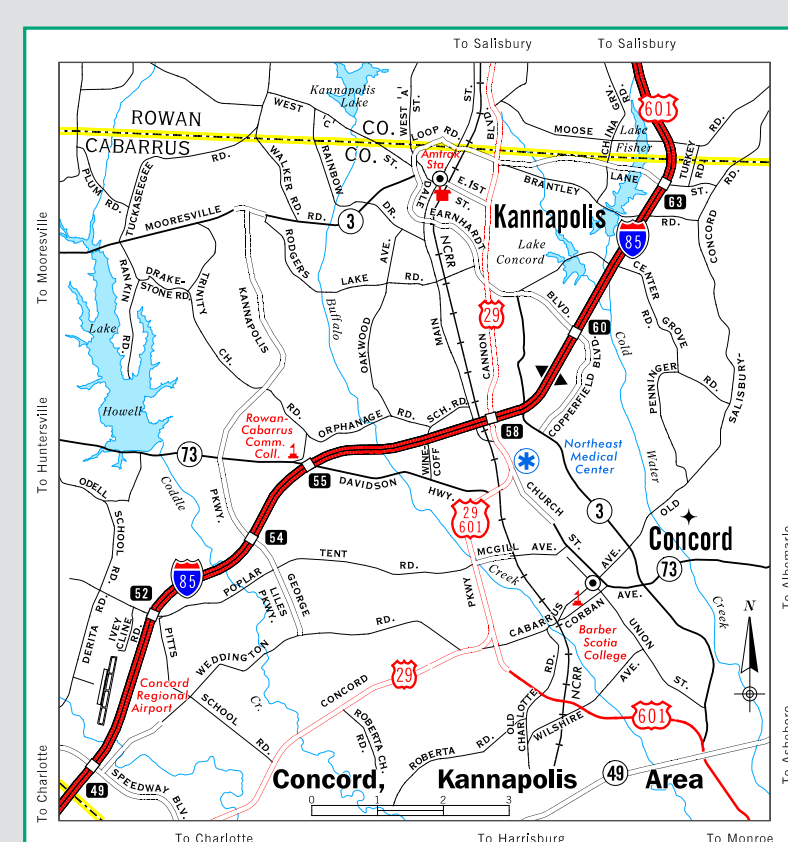 To Salisbury
To Salisbury
Kannapolis
Lake
WEST 'A'
ST.
ST.
BLVD.
CHINA GRV.
RD.
601
WEST
'C'
ST.
ROWAN
CO.
LOOP RD.
MOOSE
RD.
Lake
Fisher
CABARRUS
CO.
TURKEY
RD.
RD.
Amtrak
Sta
PLUM RD.
TUCKASEEGEE
WALKER RD.
RAINBOW
DR.
E. 1ST
ST.
BRANTLEY
LANE
ST.
63
MOORESVILLE
RD.
3
DALE
EARNHARDT
BLVD.
Kannapolis
RD.
85
CONCORD
To Mooresville
RODGERS
LAKE
RD.
AVE.
NCRR
Lake
Concord
CENTER
GROVE
RD.
RANKIN
RD.
DRAKE-
STONE RD.
TRINITY
CH.
RD.
KANNAPOLIS
PKWY.
Buffalo
OAKWOOD
MAIN
29
CANNON
60
Cold
Water
Creek
Lake
Howell
COPPERFIELD BLVD.
PENNINGER
RD.
SALISBURY-
To Huntersville
Rowan-
Cabarrus
Comm.
Coll.
ORPHANAGE
RD.
SCH. RD.
WINE-
COFF
58
Northeast
Medical
Center
73
55
DAVIDSON
HWY.
ODELL
SCHOOL
RD.
Coddle
Cr.
29
601
CHURCH
ST.
3
OLD
Concord
54
TENT
RD.
MCGILL AVE.
Creek
AVE.
73
85
POPLAR
LILES
PKWY.
GEORGE
PKWY
CABARRUS
CORBAN
AVE.
52
DERITA RD.
IVEY
CLINE
RD.
PITTS
WEDDINGTON
RD.
Barber
Scotia
College
UNION
ST.
N
To Albemarle
SCHOOL
RD.
Concord
Regional
Airport
CONCORD
29
RD.
NCRR
AVE.
OLD
CHARLOTTE
WILSHIRE
601
ROBERTA CH.
RD.
ROBERTA
RD.
To Charlotte
49
SPEEDWAY BLV.
Concord, Kannapolis Area
49
0 1 2 3
To Charlotte
To Harrisburg
To Monroe